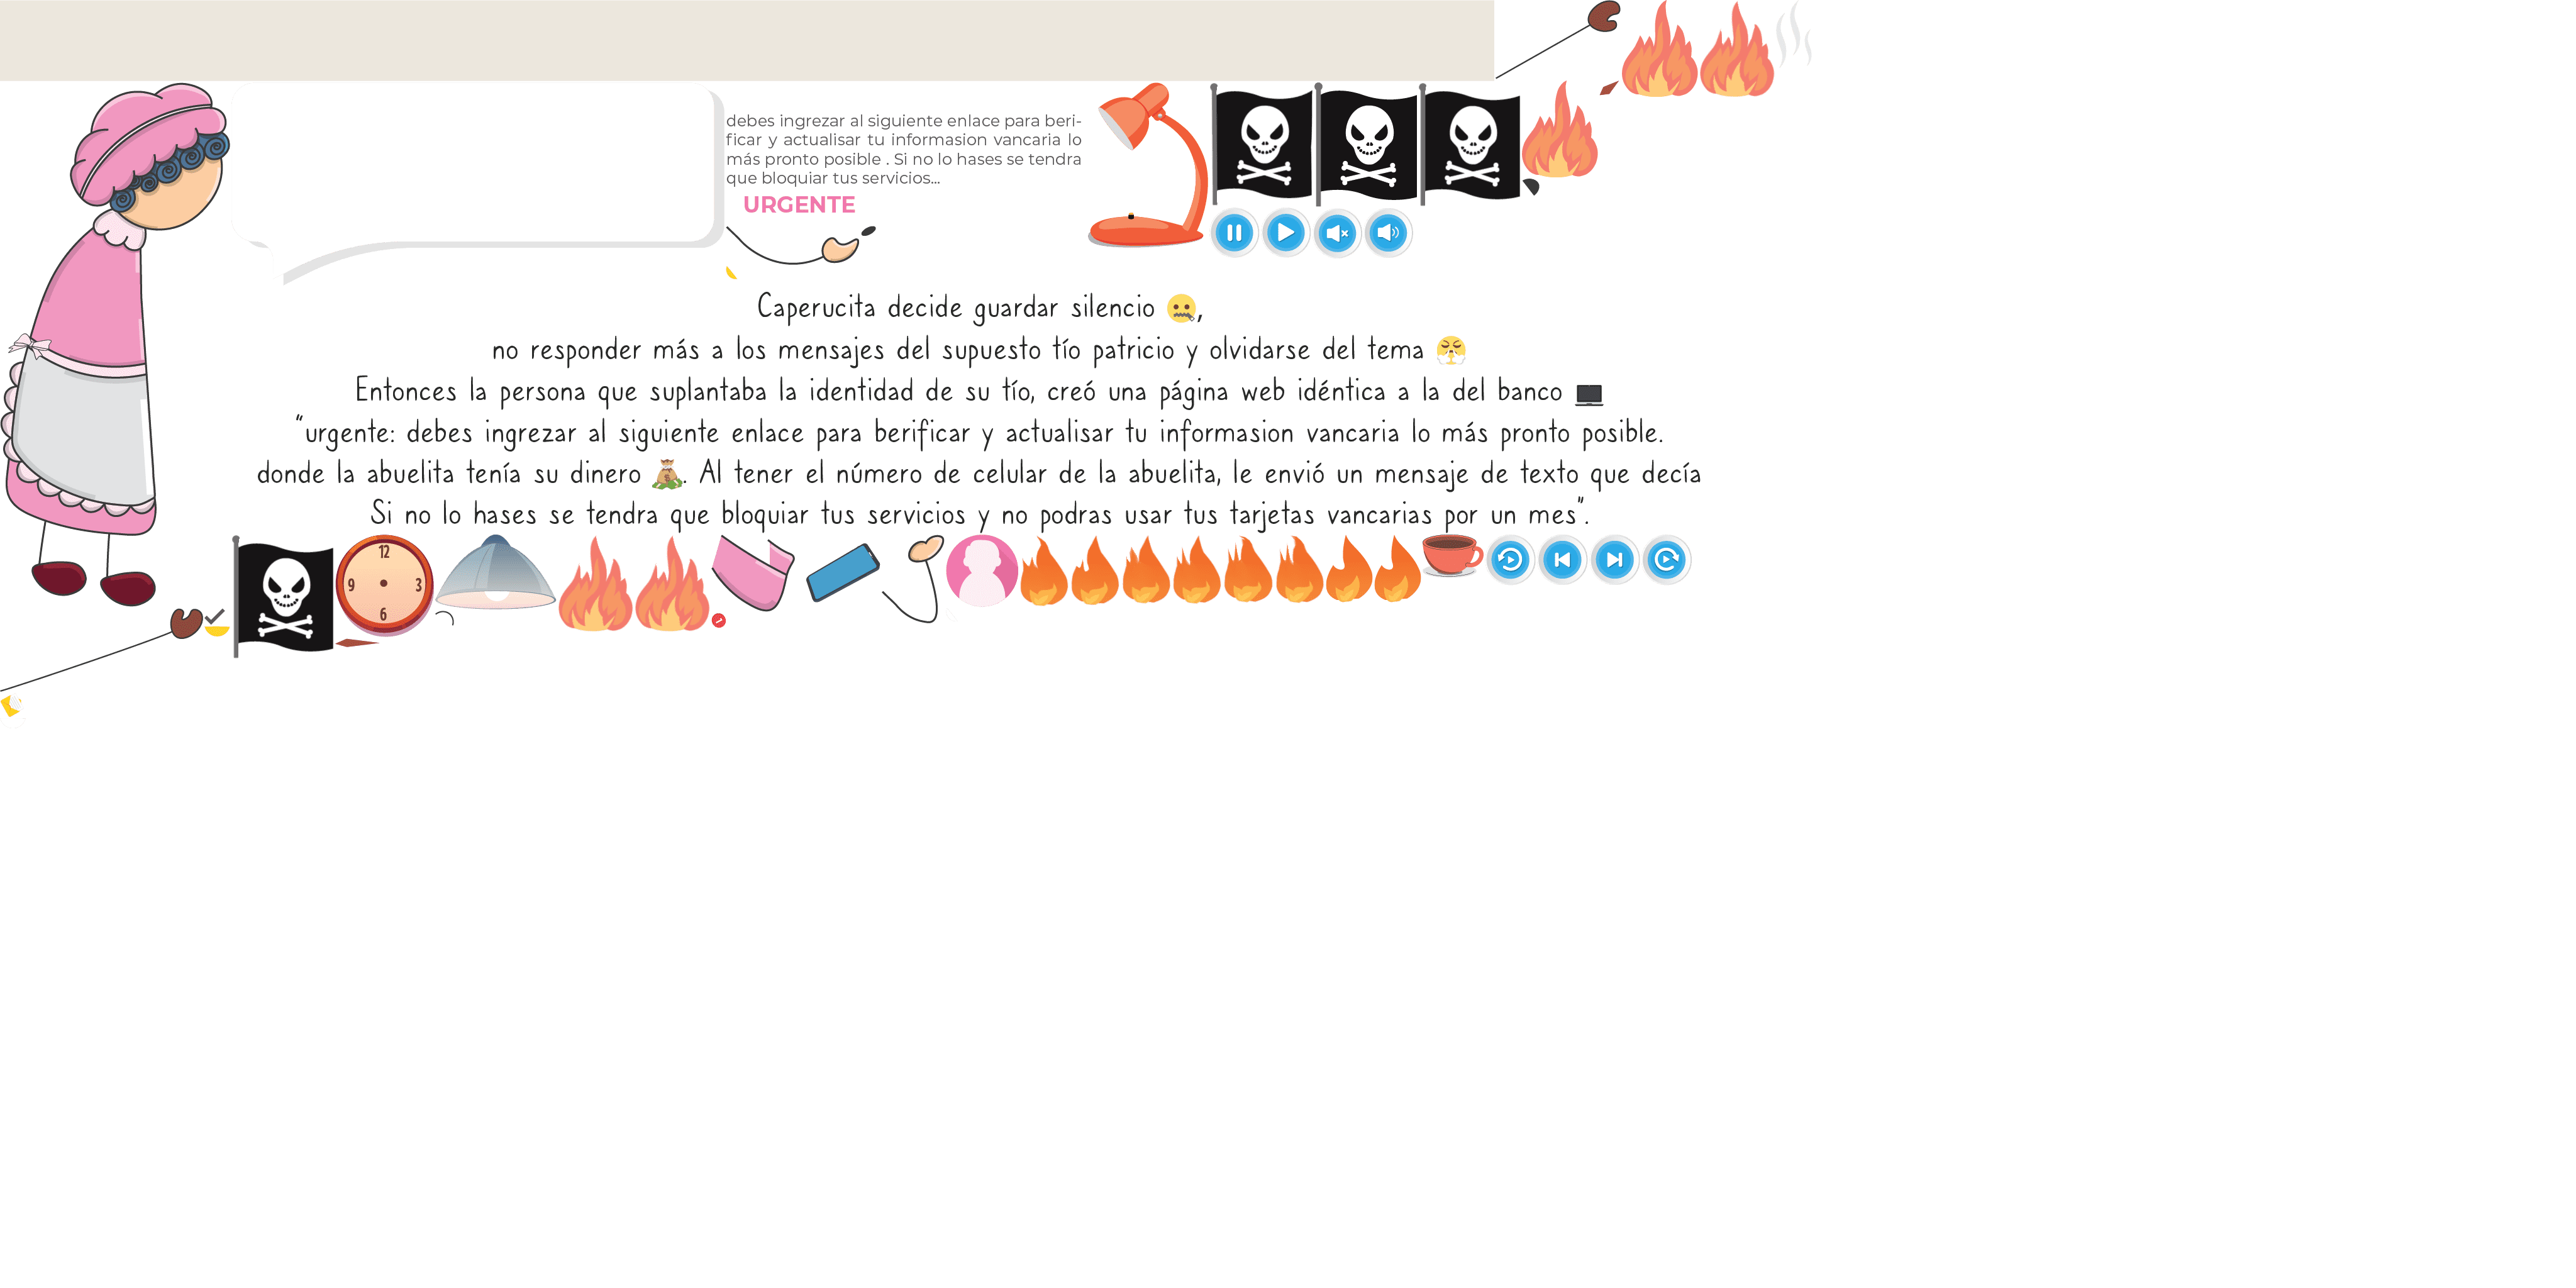 debes ingrezar al siguiente enlace para beri-
ficar y actualisar tu informasion vancaria lo
más pronto posible . Si no lo hases se tendra
que bloquiar tus servicios...
URGENTE
Caperucita decide guardar silencio 🤐,
no responder más a los mensajes del supuesto tío patricio y olvidarse del tema 😤
Entonces la persona que suplantaba la identidad de su tío, creó una página web idéntica a la del banco 💻
"urgente: debes ingrezar al siguiente enlace para berificar y actualisar tu informasion vancaria lo más pronto posible.
donde la abuelita tenía su dinero 💰. Al tener el número de celular de la abuelita, le envió un mensaje de texto que decía
Si no lo hases se tendra que bloquiar tus servicios y no podras usar tus tarjetas vancarias por un mes".
12
9 3
6